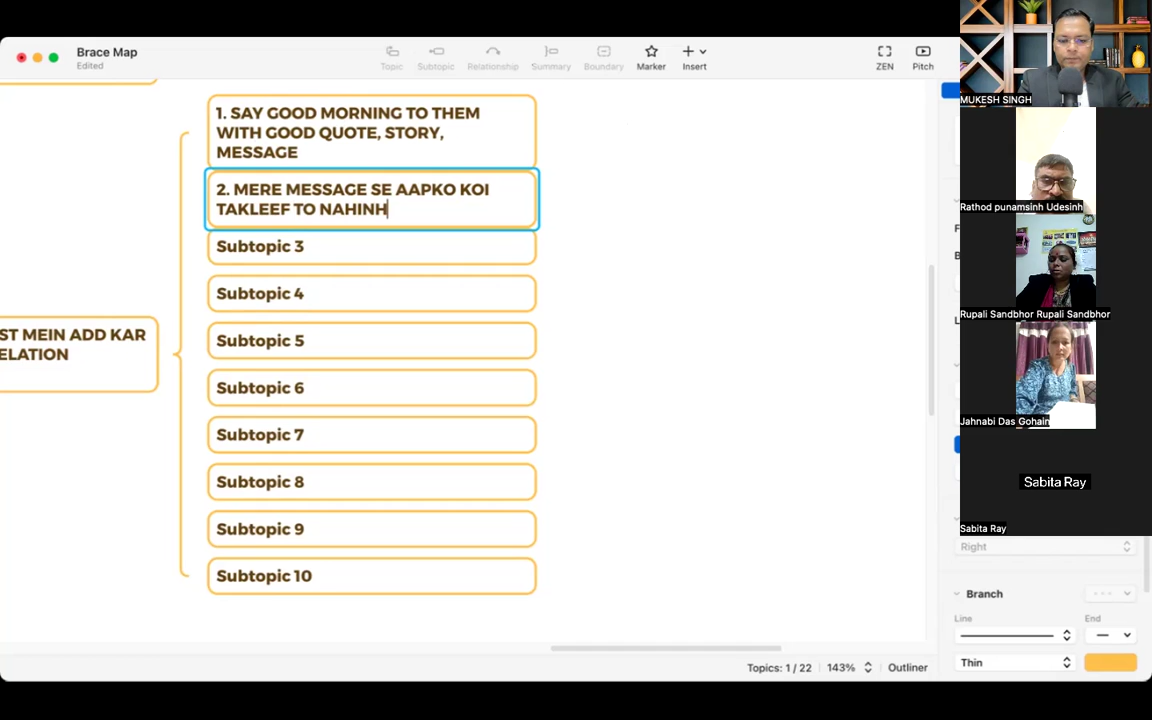 Brace Map
Edited
Topic
Subtopic
Relationship
Summary
Boundary
Marker
Insert
ZEN
Pitch
1. SAY GOOD MORNING TO THEM
WITH GOOD QUOTE, STORY,
MESSAGE
2. MERE MESSAGE SE AAPKO KOI
TAKLEEF TO NAHINH
Subtopic 3
Subtopic 4
Subtopic 5
Subtopic 6
Subtopic 7
Subtopic 8
Subtopic 9
Subtopic 10
ST MEIN ADD KAR
ELATION
MUKESH SINGH
Rathod punamsinh Udesinh
Rupali Sandbhor Rupali Sandbhor
Jahnabi Das Gohain
Sabita Ray
Sabita Ray
Right
Branch
Line
End
Thin
Topics: 1 / 22
143%
Outliner